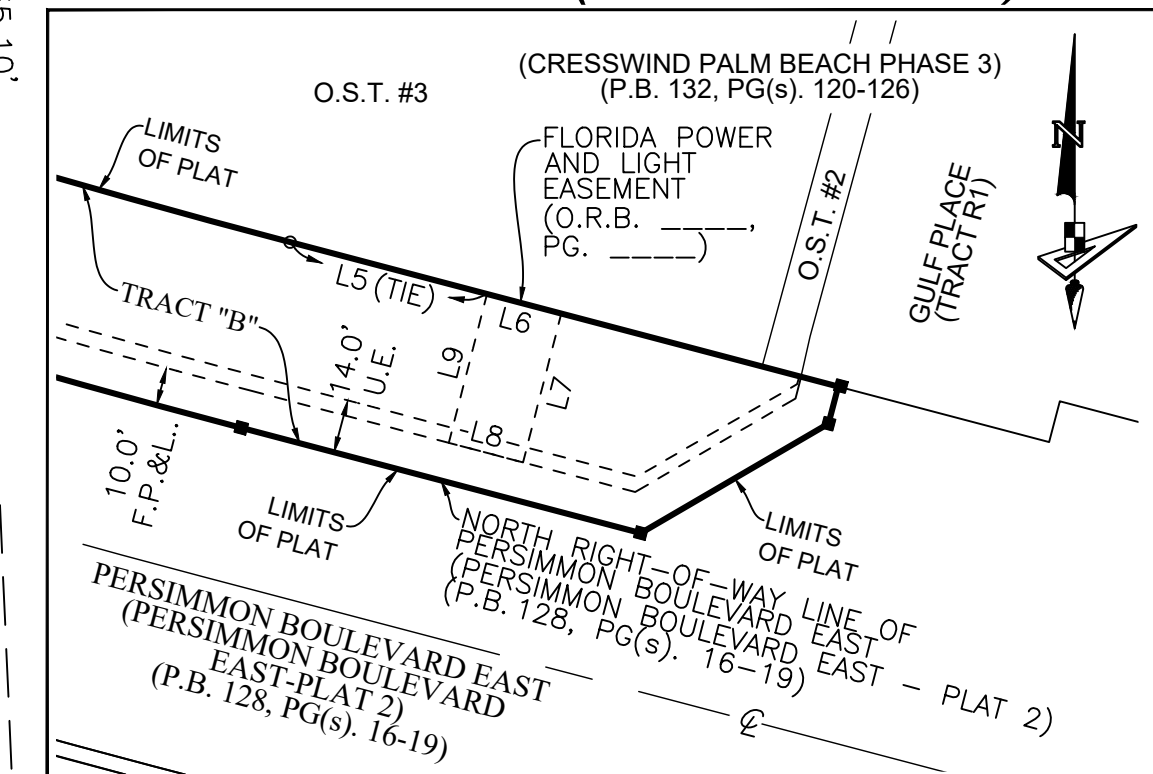 5 10'
(CRESSWIND PALM BEACH PHASE 3)
(P.B. 132, PG(s). 120-126)
O.S.T. #3
LIMITS
OF PLAT
FLORIDA POWER
AND LIGHT
EASEMENT
(O.R.B. ____,
PG. ____)
O.S.T. #2
GULF PLACE
(TRACT R1)
N
L5 (TIE)
L6
TRACT "B"
L9
L7
14.0'
U.E.
L8
10.0'
F.P.&L..
LIMITS
OF PLAT
LIMITS
OF PLAT
NORTH RIGHT-OF-WAY LINE OF
PERSIMMON BOULEVARD EAST
(PERSIMMON BOULEVARD EAST - PLAT 2)
(P.B. 128, PG(s). 16-19)
PERSIMMON BOULEVARD EAST
(PERSIMMON BOULEVARD
EAST-PLAT 2)
(P.B. 128, PG(s). 16-19)
℄